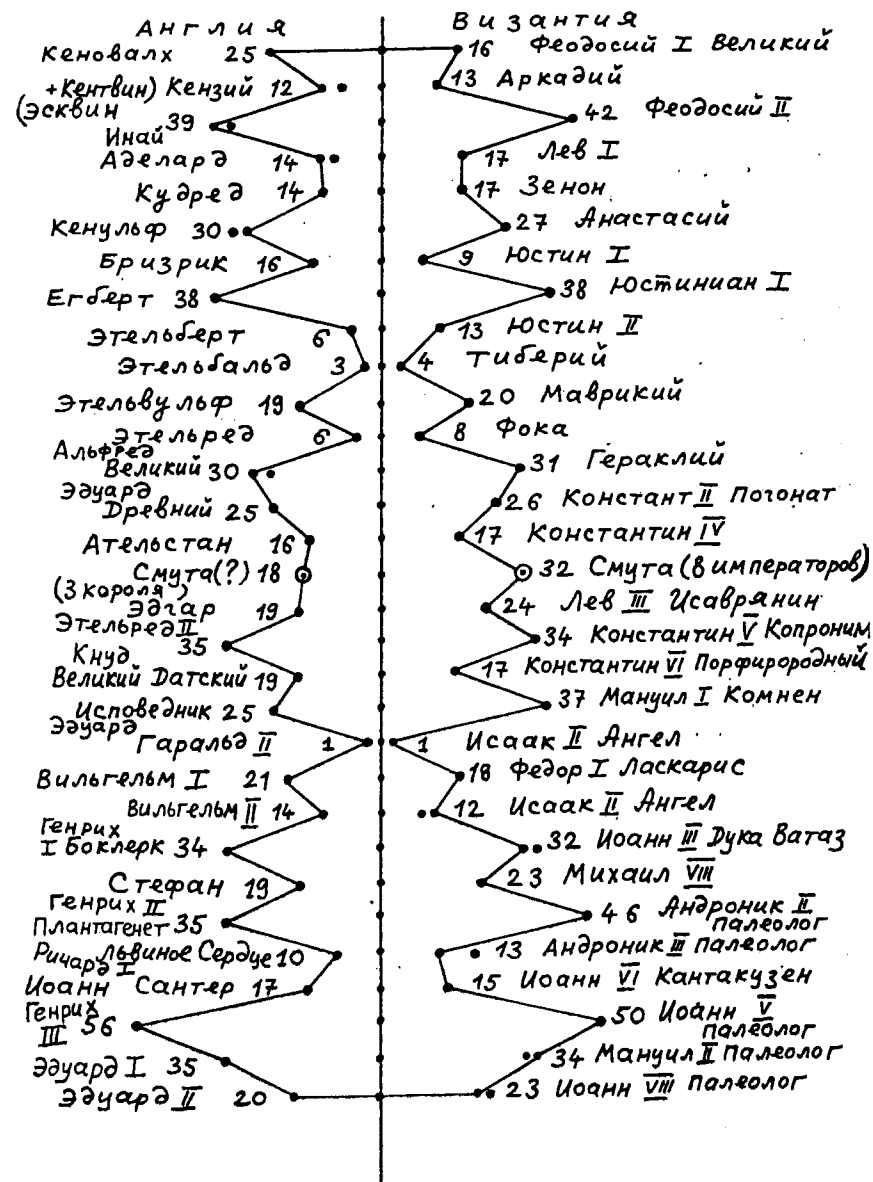 Англия
Византия
Кеновалх 25
16 Феодосий I Великий
+Кентвин) Кензий 12
13 Аркадий
(Эсквин
Инай 39
42 Феодосий II
Аделард 14
17 Лев I
Кудред 14
17 Зенон
Кенульф 30
27 Анастасий
Бризрик 16
9 Юстин I
Егберт 38
38 Юстиниан I
Этельберт 6
13 Юстин II
Этельбальд 3
4 Тиберий
Этельвульф 19
20 Маврикий
Этельред 6
8 Фока
Альфред
Великий 30
31 Гераклий
Эдуард
Древний 25
26 Констант II Погонат
Ательстан 16
17 Константин IV
Смута(?) 18
(3 короля)
32 Смута (8 императоров)
Эдгар 19
24 Лев III Исаврянин
Этельред II 35
34 Константин V Копроним
Кнуд
Великий Датский 19
17 Константин VI Порфирородный
Исповедник 25
Эдуард
37 Мануил I Комнен
Гаральд II 1
1 Исаак II Ангел
Вильгельм I 21
18 Федор I Ласкарис
Вильгельм II 14
12 Исаак II Ангел
Генрих
I Боклерк 34
32 Иоанн III Дука Ватаз
Стефан 19
23 Михаил VIII
Генрих II
Плантагенет 35
46 Андроник II
Палеолог
Ричард I Львиное Сердце 10
13 Андроник III Палеолог
Иоанн Сантер 17
15 Иоанн VI Кантакузен
Генрих
III 56
50 Иоанн V
Палеолог
Эдуард I 35
34 Мануил II Палеолог
Эдуард II 20
23 Иоанн VIII Палеолог